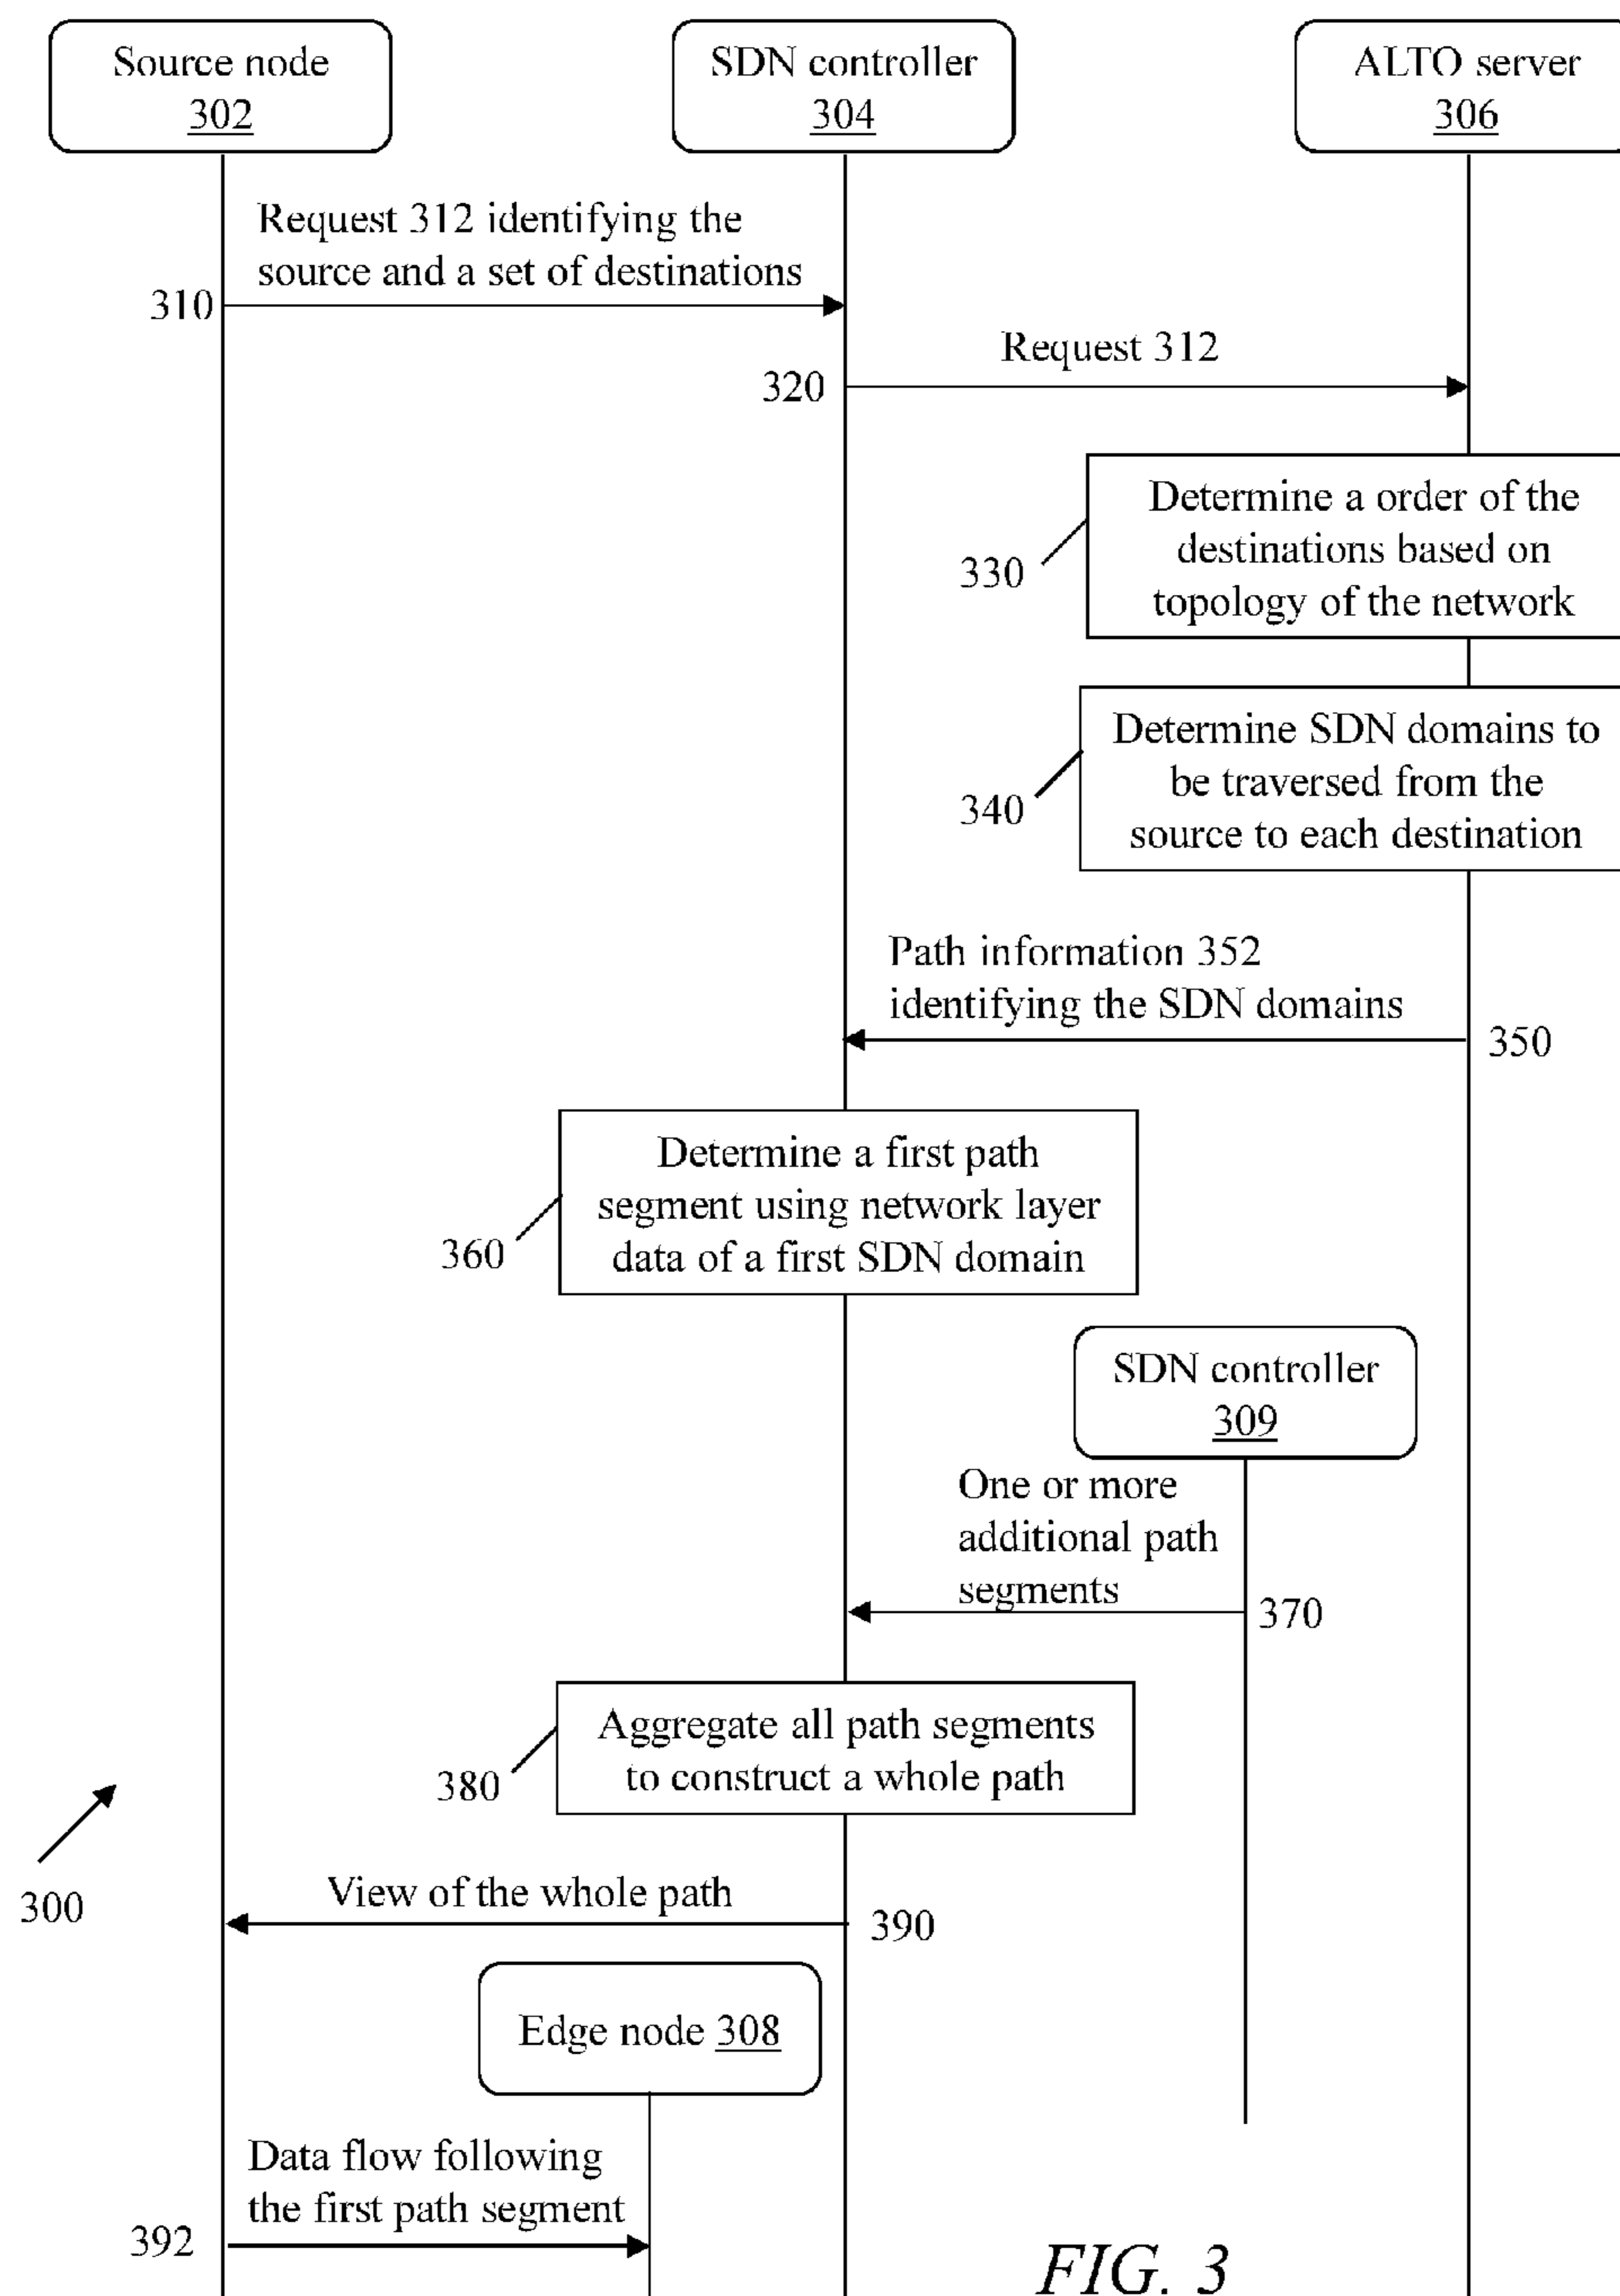 Source node
302
SDN controller
304
ALTO server
306
Request 312 identifying the
source and a set of destinations
310
Request 312
320
Determine a order of the
destinations based on
topology of the network
330
Determine SDN domains to
be traversed from the
source to each destination
340
Path information 352
identifying the SDN domains
350
Determine a first path
segment using network layer
data of a first SDN domain
360
SDN controller
309
One or more
additional path
segments
370
Aggregate all path segments
to construct a whole path
380
300
View of the whole path
390
Edge node 308
Data flow following
the first path segment
392
FIG. 3